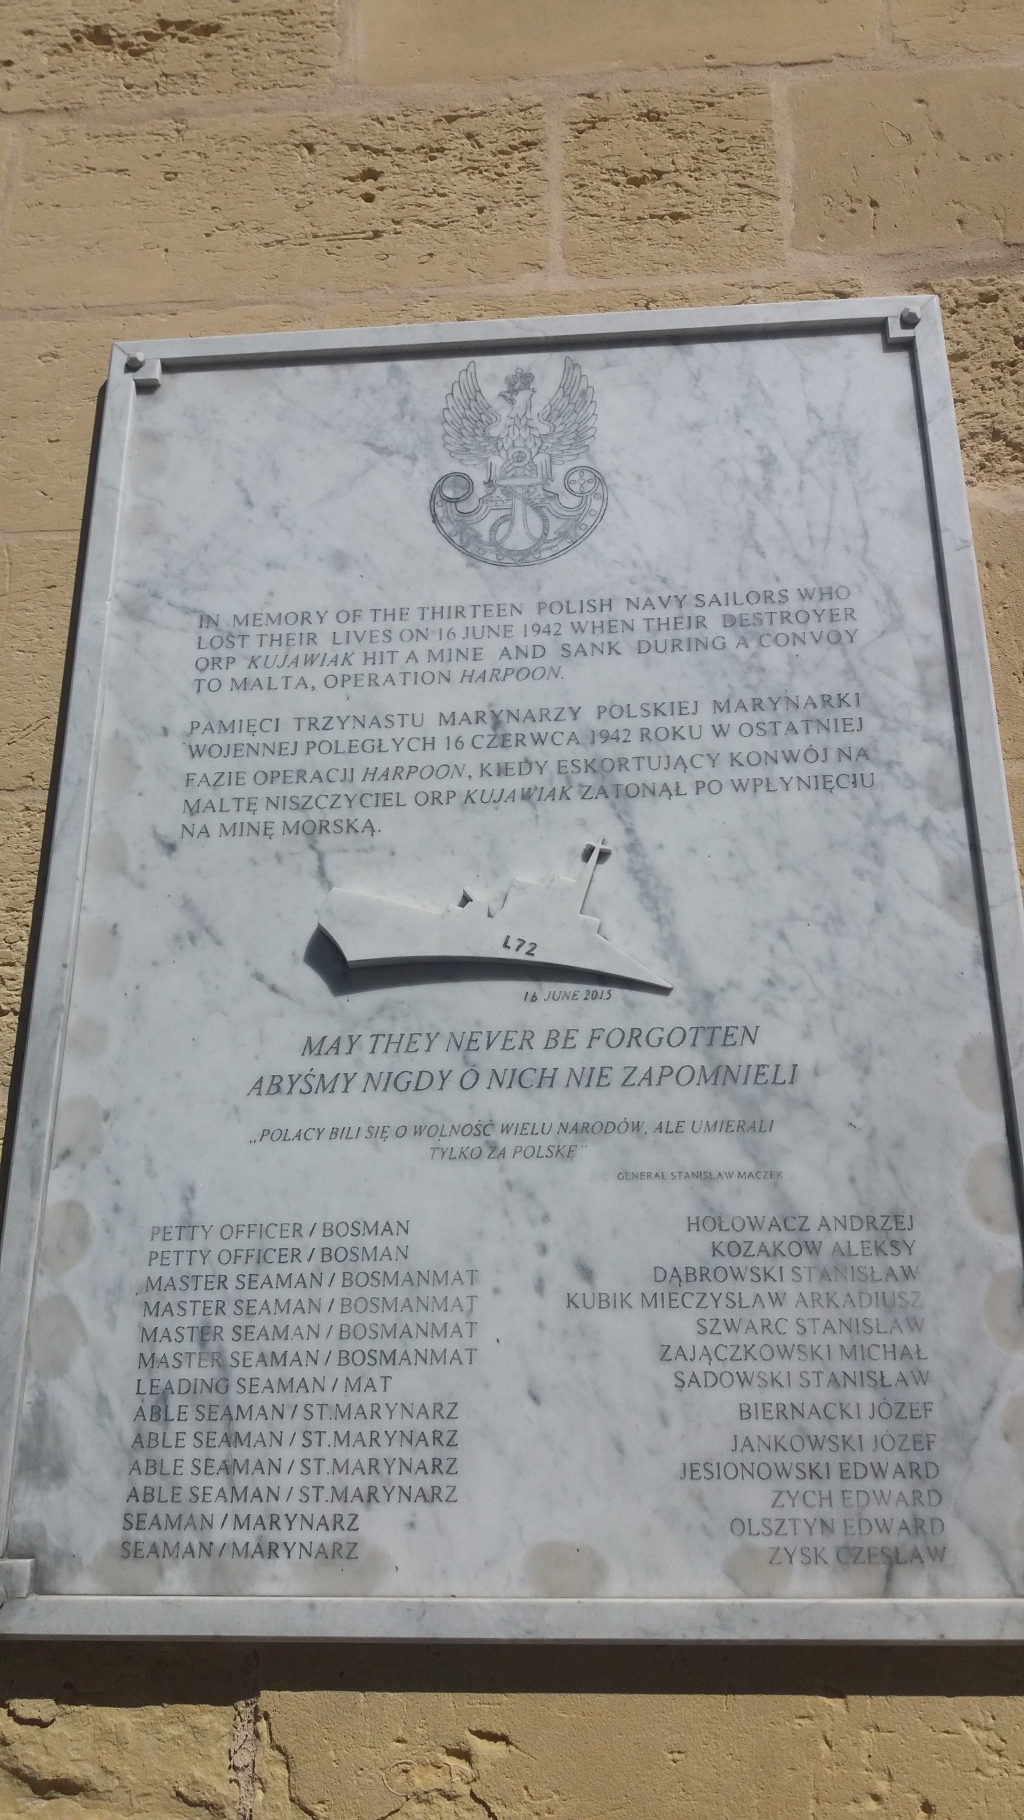 IN MEMORY OF THE THIRTEEN POLISH NAVY SAILORS WHO
LOST THEIR LIVES ON 16 JUNE 1942 WHEN THEIR DESTROYER
ORP KUJAWIAK HIT A MINE AND SANK DURING A CONVOY
TO MALTA, OPERATION HARPOON.
PAMIĘCI TRZYNASTU MARYNARZY POLSKIEJ MARYNARKI
WOJENNEJ POLEGŁYCH 16 CZERWCA 1942 ROKU W OSTATNIEJ
FAZIE OPERACJI HARPOON, KIEDY ESKORTUJĄCY KONWÓJ NA
MALTĘ NISZCZYCIEL ORP KUJAWIAK ZATONĄŁ PO WPŁYNIĘCIU
NA MINĘ MORSKĄ.
L72
16 JUNE 2015
MAY THEY NEVER BE FORGOTTEN
ABYŚMY NIGDY O NICH NIE ZAPOMNIELI
„POLACY BILI SIĘ O WOLNOŚĆ WIELU NARODÓW, ALE UMIERALI
TYLKO ZA POLSKĘ"
GENERAŁ STANISŁAW MACZEK
PETTY OFFICER / BOSMAN HOŁOWACZ ANDRZEJ
PETTY OFFICER / BOSMAN KOZAKOW ALEKSY
MASTER SEAMAN / BOSMANMAT DĄBROWSKI STANISŁAW
MASTER SEAMAN / BOSMANMAT KUBIK MIECZYSŁAW ARKADIUSZ
MASTER SEAMAN / BOSMANMAT SZWARC STANISŁAW
MASTER SEAMAN / BOSMANMAT ZAJĄCZKOWSKI MICHAŁ
LEADING SEAMAN / MAT SADOWSKI STANISŁAW
ABLE SEAMAN / ST.MARYNARZ BIERNACKI JÓZEF
ABLE SEAMAN / ST.MARYNARZ JANKOWSKI JÓZEF
ABLE SEAMAN / ST.MARYNARZ JESIONOWSKI EDWARD
ABLE SEAMAN / ST.MARYNARZ ZYCH EDWARD
SEAMAN / MARYNARZ OLSZTYN EDWARD
SEAMAN / MARYNARZ ZYSK CZESŁAW